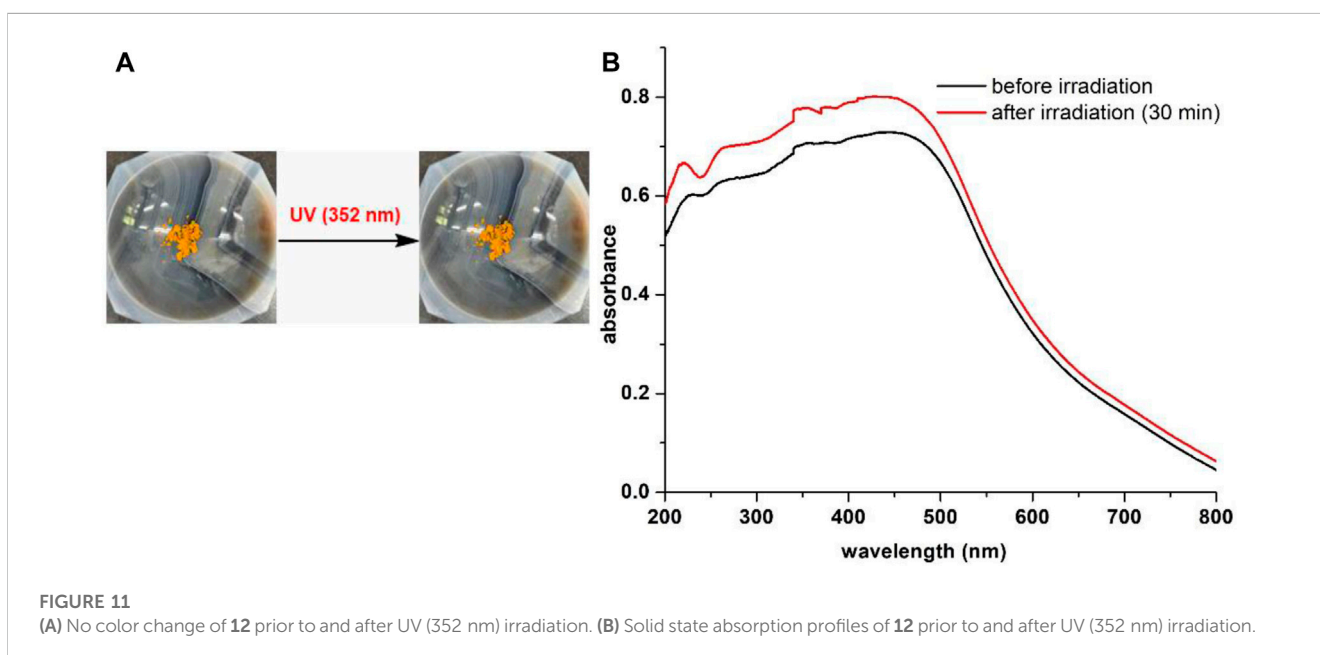 A
UV (352 nm)
B
before irradiation
after irradiation (30 min)
absorbance
0.8
0.6
0.4
0.2
0.0
200 300 400 500 600 700 800
wavelength (nm)
FIGURE 11
(A) No color change of 12 prior to and after UV (352 nm) irradiation. (B) Solid state absorption profiles of 12 prior to and after UV (352 nm) irradiation.